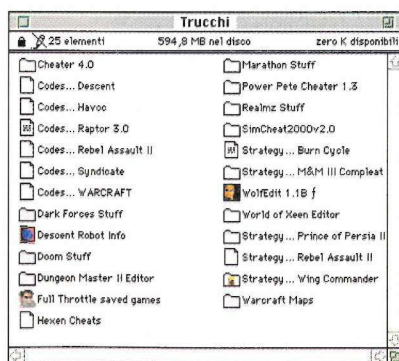 Trucchi
25 elementi 594,8 MB nel disco zero K disponibili
Cheater 4.0
Codes... Descent
Codes... Havoc
Codes... Raptor 3.0
Codes... Rebel Assault II
Codes... Syndicate
Codes... WARCRAFT
Dark Forces Stuff
Descent Robot Info
Doom Stuff
Dungeon Master II Editor
Full Throttle saved games
Hexen Cheats
Marathon Stuff
Power Pete Cheater 1.3
Realmz Stuff
SimCheat2000v2.0
Strategy... Burn Cycle
Strategy... M&M III Compleat
WolfEdit 1.1B ƒ
World of Xeen Editor
Strategy... Prince of Persia II
Strategy... Rebel Assault II
Strategy... Wing Commander
Warcraft Maps